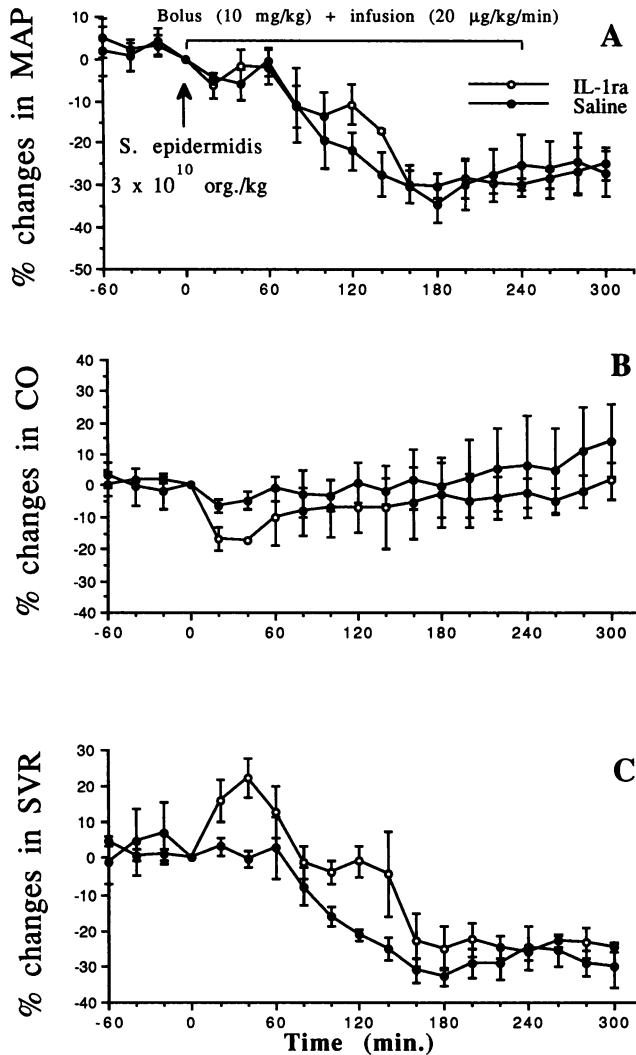 Bolus (10 mg/kg) + infusion (20 µg/kg/min)
A
% changes in MAP
10
0
-10
-20
-30
-40
-50
IL-1ra
Saline
S. epidermidis
3 x 10^10 org./kg
-60 0 60 120 180 240 300
B
% changes in CO
40
30
20
10
0
-10
-20
-30
-40
-60 0 60 120 180 240 300
C
% changes in SVR
30
20
10
0
-10
-20
-30
-40
-60 0 60 120 180 240 300
Time (min.)